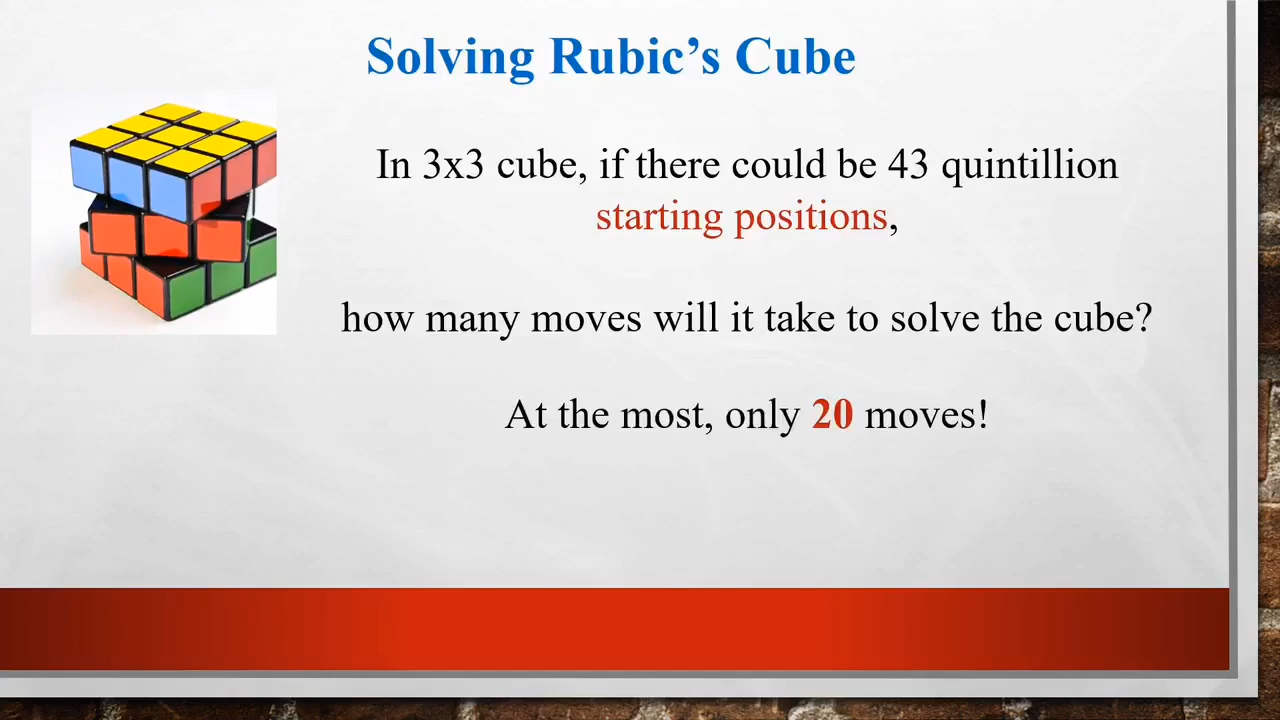 Solving Rubic’s Cube
In 3x3 cube, if there could be 43 quintillion
starting positions,
how many moves will it take to solve the cube?
At the most, only 20 moves!